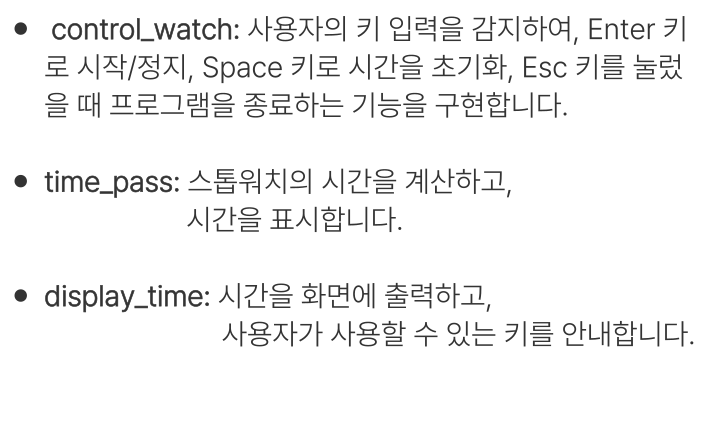 ● control_watch: 사용자의 키 입력을 감지하여, Enter 키
로 시작/정지, Space 키로 시간을 초기화, Esc 키를 눌렀
을 때 프로그램을 종료하는 기능을 구현합니다.
● time_pass: 스톱워치의 시간을 계산하고,
시간을 표시합니다.
● display_time: 시간을 화면에 출력하고,
사용자가 사용할 수 있는 키를 안내합니다.